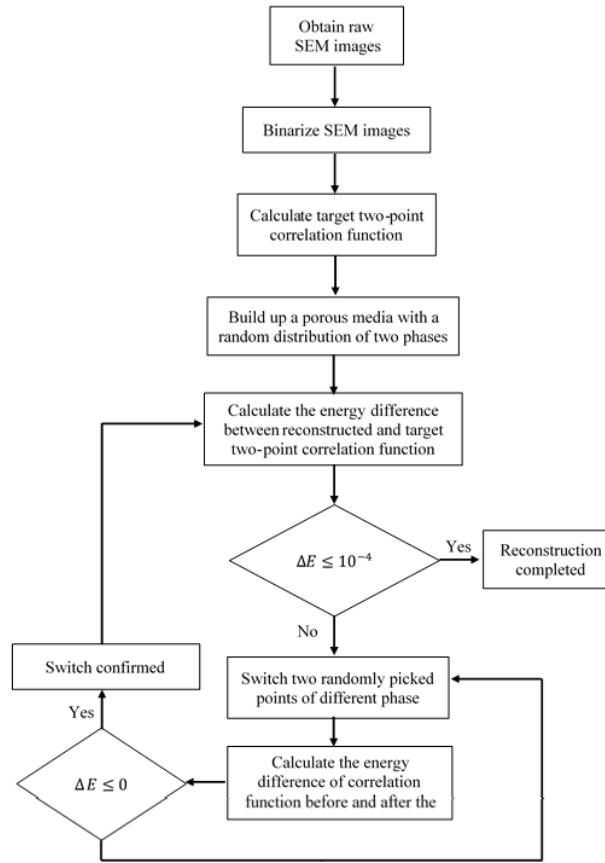 Obtain raw
SEM images
Binarize SEM images
Calculate target two-point
correlation function
Build up a porous media with a
random distribution of two phases
Calculate the energy difference
between reconstructed and target
two-point correlation function
ΔE ≤ 10⁻⁴
Yes
Reconstruction
completed
No
Switch two randomly picked
points of different phase
Calculate the energy
difference of correlation
function before and after the
ΔE ≤ 0
Yes
Switch confirmed